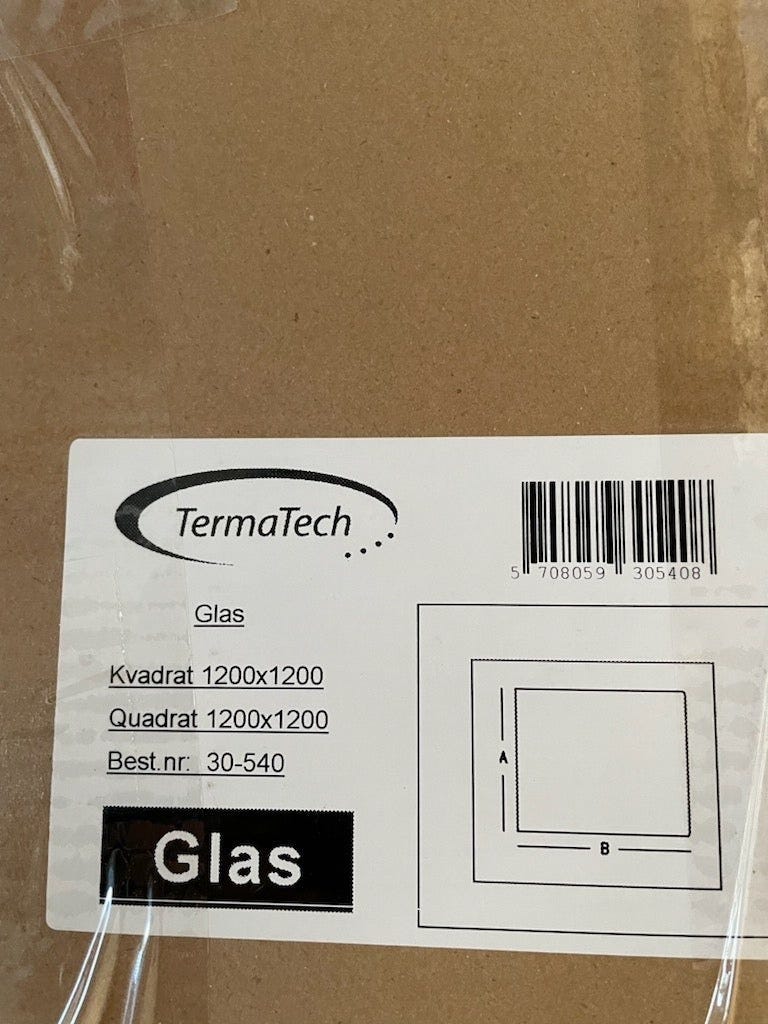 TermaTech
5 708059 305408
Glas
Kvadrat 1200x1200
Quadrat 1200x1200
Best.nr: 30-540
Glas
A
B